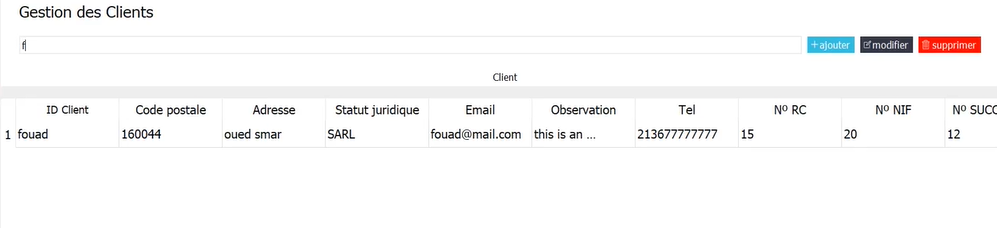 Gestion des Clients
f
ajouter modifier supprimer
Client
ID Client Code postale Adresse Statut juridique Email Observation Tel Nº RC Nº NIF Nº SUCC
1 fouad 160044 oued smar SARL fouad@mail.com this is an ... 213677777777 15 20 12